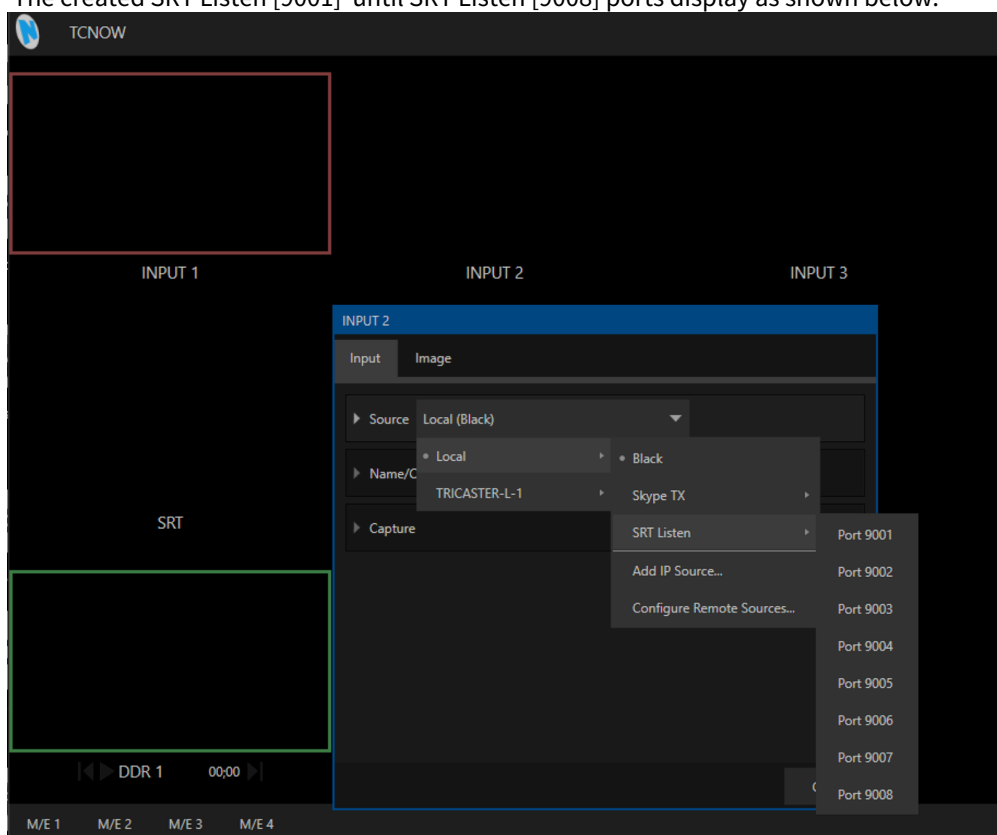 The created SRT Listen [9001] until SRT Listen [9008] ports display as shown below:
TCNOW
INPUT 1
INPUT 2
INPUT 3
INPUT 2
Input
Image
Source
Local (Black)
Local
Black
Name/C
TRICASTER-L-1
Skype TX
SRT
Capture
SRT Listen
Port 9001
Add IP Source...
Port 9002
Configure Remote Sources...
Port 9003
Port 9004
Port 9005
Port 9006
DDR 1
00;00
Port 9007
Port 9008
M/E 1
M/E 2
M/E 3
M/E 4